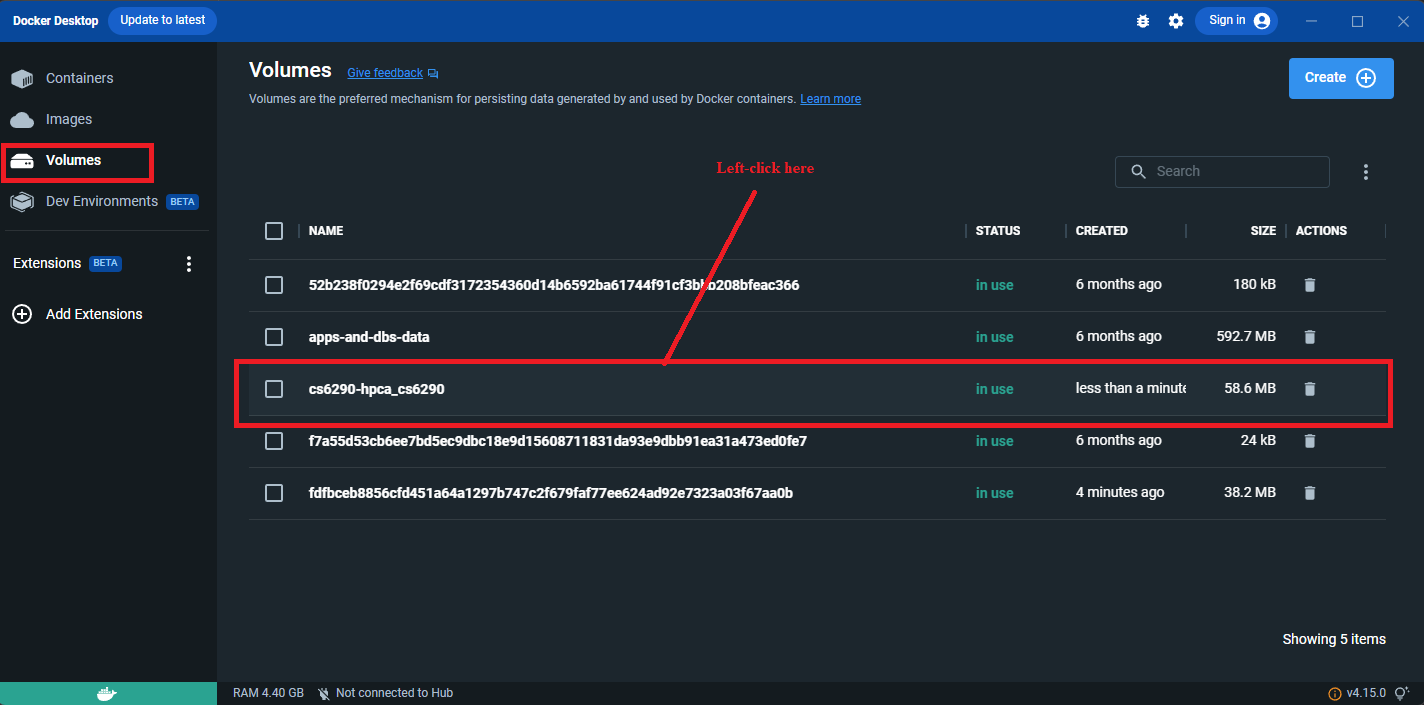 Docker Desktop Update to latest Sign in
Containers
Images
Volumes
Dev Environments BETA
Extensions BETA
Add Extensions
Volumes Give feedback
Volumes are the preferred mechanism for persisting data generated by and used by Docker containers. Learn more
Create
Left-click here
Search
NAME STATUS CREATED SIZE ACTIONS
in use 6 months ago 180 kB
apps-and-dbs-data in use 6 months ago 592.7 MB
cs6290-hpca_cs6290 in use less than a minute 58.6 MB
f7a55d53cb6ee7bd5ec9dbc18e9d15608711831da93e9dbb91ea31a473ed0fe7 in use 6 months ago 24 kB
fdfbceb8856cfd451a64a1297b747c2f679faf77ee624ad92e7323a03f67aa0b in use 4 minutes ago 38.2 MB
Showing 5 items
RAM 4.40 GB Not connected to Hub v4.15.0